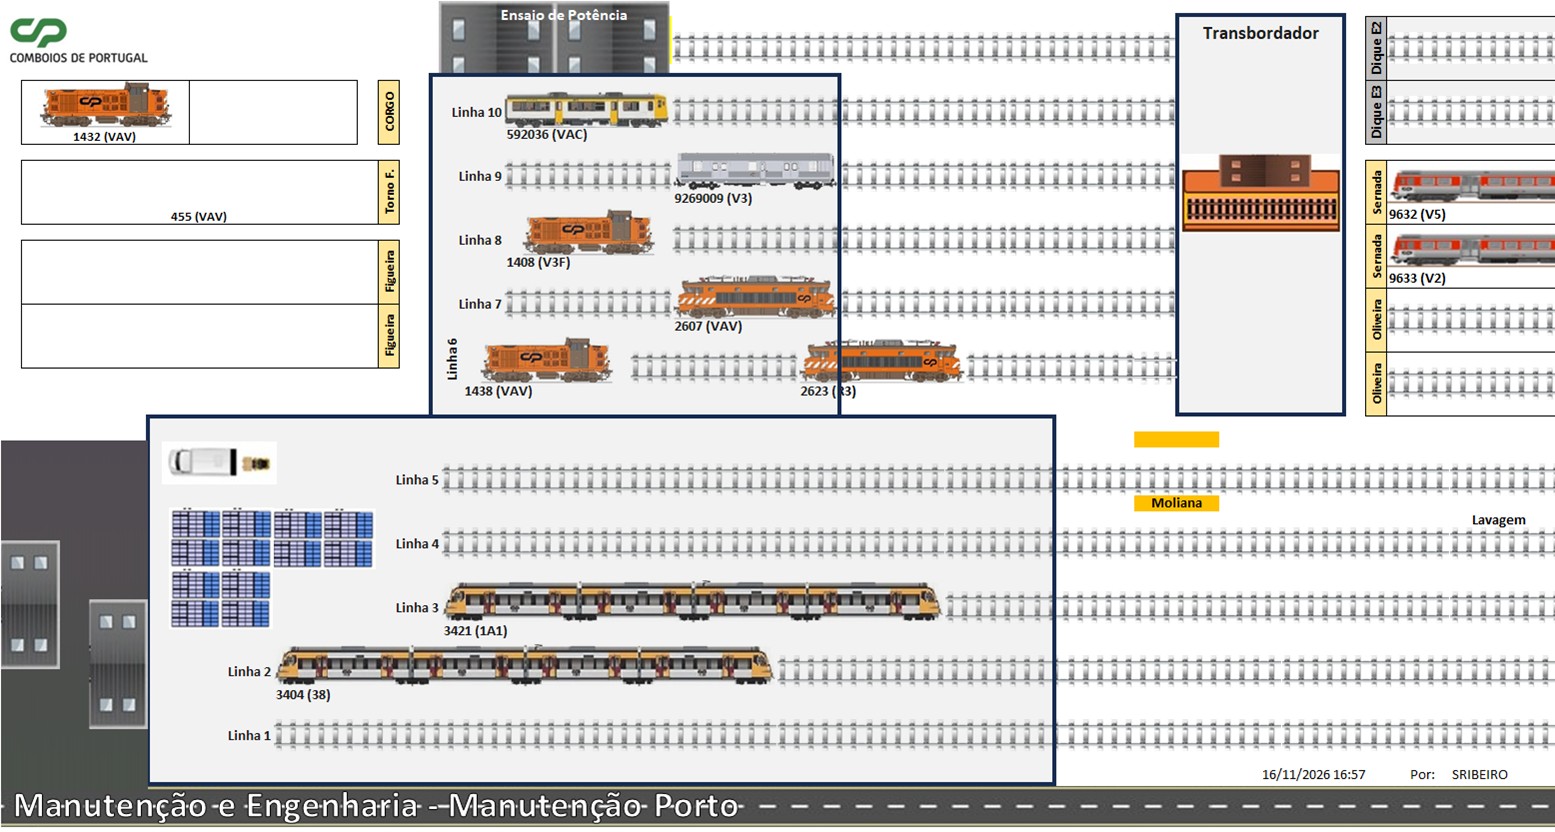 CP
COMBOIOS DE PORTUGAL
Ensaio de Potência
Transbordador
Dique E2
Dique E3
1432 (VAV)
CORGO
455 (VAV)
Torno F.
Figueira
Figueira
Linha 10
592036 (VAC)
Linha 9
9269009 (V3)
Linha 8
1408 (V3F)
Linha 7
2607 (VAV)
Linha 6
1438 (VAV)
2623 (R3)
Sernada
9632 (V5)
Sernada
9633 (V2)
Oliveira
Oliveira
Linha 5
Moliana
Lavagem
Linha 4
Linha 3
3421 (1A1)
Linha 2
3404 (38)
Linha 1
16/11/2026 16:57 Por: SRIBEIRO
Manutenção e Engenharia - Manutenção Porto